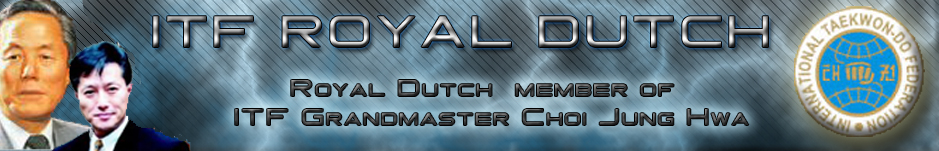 ITF ROYAL DUTCH
ROYAL DUTCH MEMBER OF
ITF GRANDMASTER CHOI JUNG HWA
INTERNATIONAL TAEKWON-DO FEDERATION
태 권